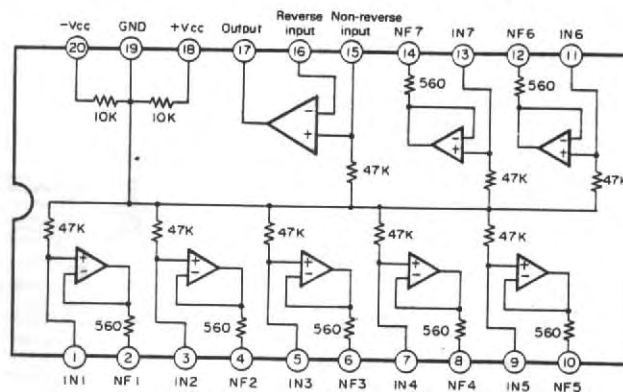 -Vcc GND +Vcc Output Reverse input Non-reverse input NF7 IN7 NF6 IN6
20 19 18 17 16 15 14 13 12 11
560 560
10K 10K
47K 47K 47K
47K 47K 47K 47K 47K
560 560 560 560 560
1 2 3 4 5 6 7 8 9 10
IN1 NF1 IN2 NF2 IN3 NF3 IN4 NF4 IN5 NF5